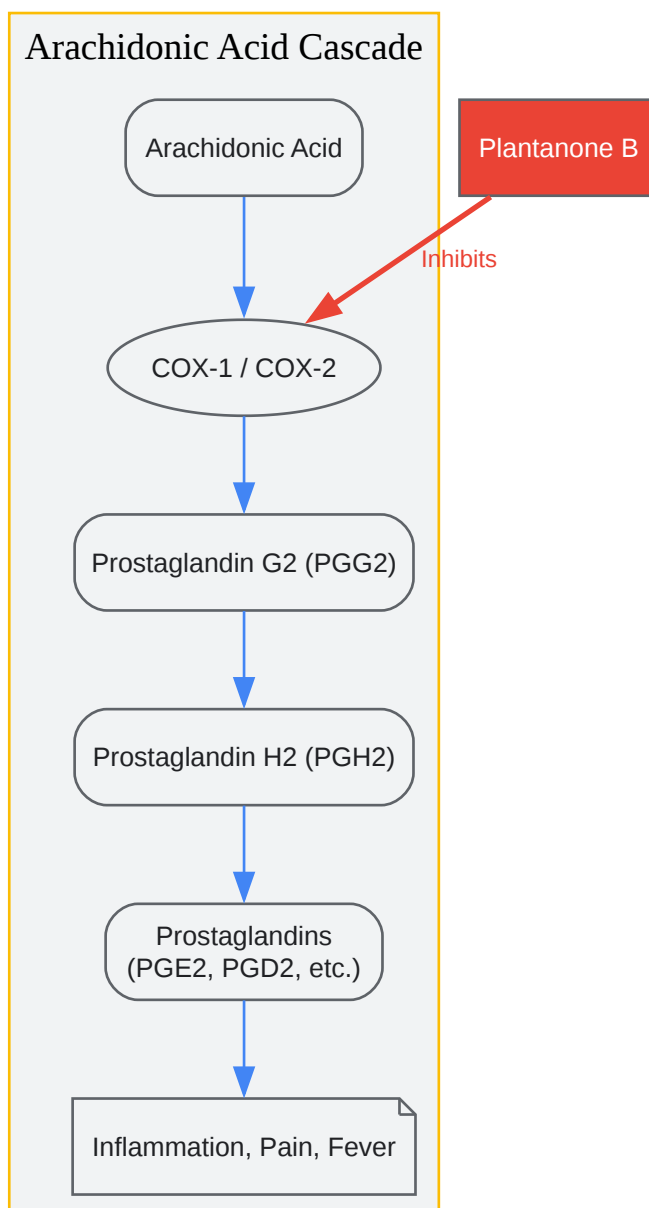 Arachidonic Acid Cascade
Arachidonic Acid
Plantanone B
Inhibits
COX-1 / COX-2
Prostaglandin G2 (PGG2)
Prostaglandin H2 (PGH2)
Prostaglandins
(PGE2, PGD2, etc.)
Inflammation, Pain, Fever